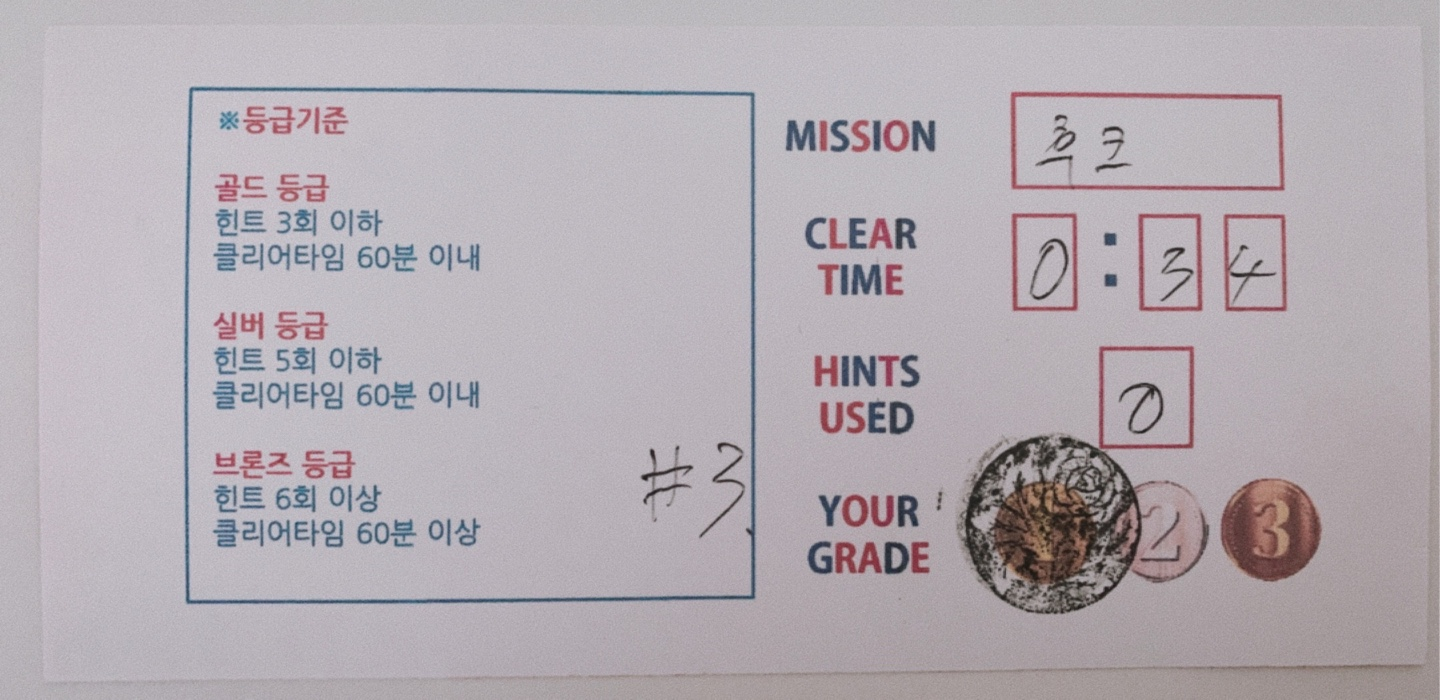 ※등급기준
골드 등급
힌트 3회 이하
클리어타임 60분 이내
실버 등급
힌트 5회 이하
클리어타임 60분 이내
브론즈 등급
힌트 6회 이상
클리어타임 60분 이상
#3.
MISSION
후크
CLEAR
TIME
0 : 3 4
HINTS
USED
0
YOUR
GRADE
2 3